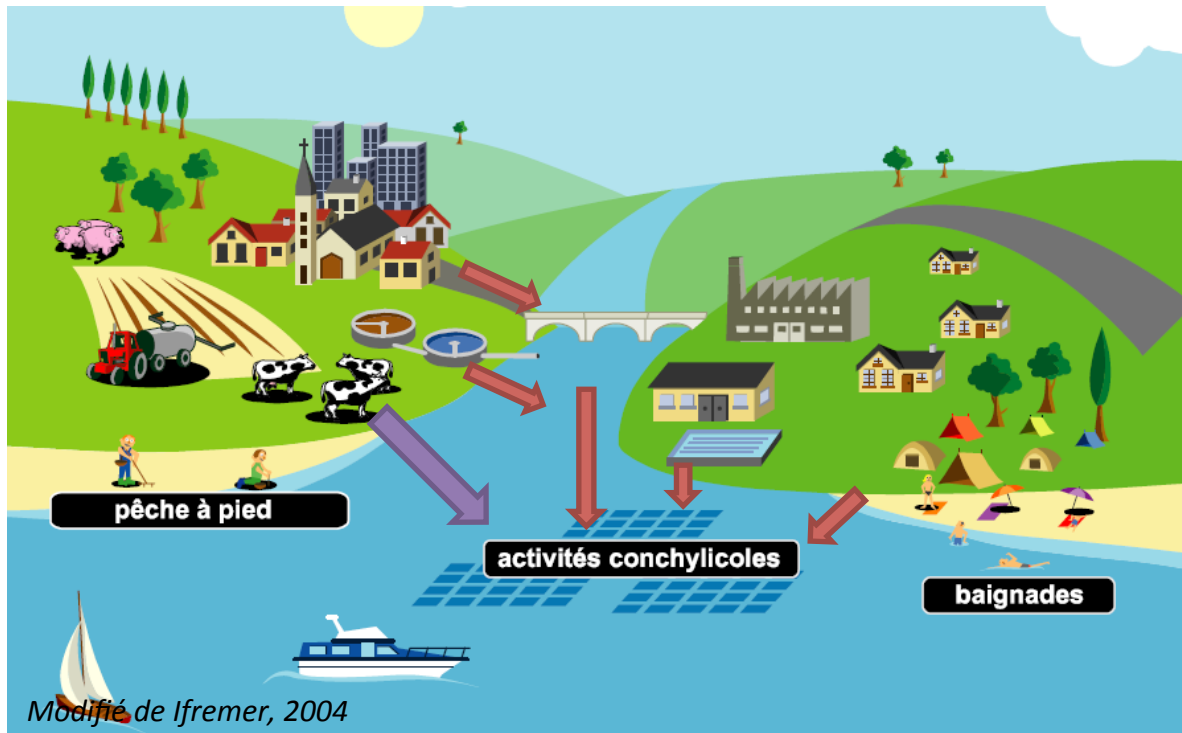 pêche à pied
activités conchylicoles
baignades
Modifié de Ifremer, 2004